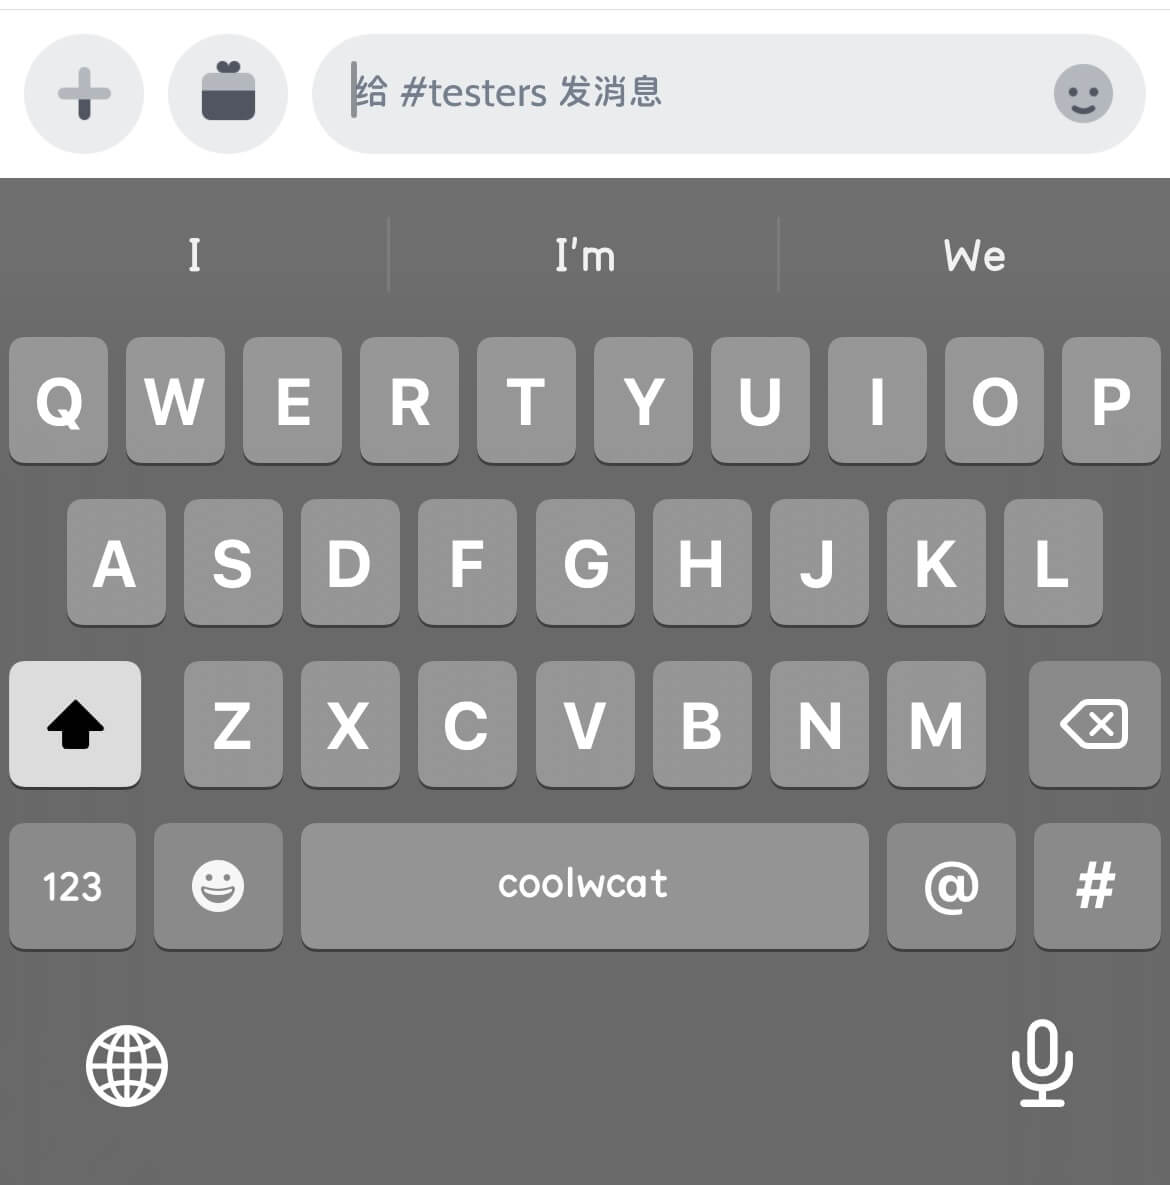 给 #testers 发消息
I I'm We
Q W E R T Y U I O P
A S D F G H J K L
Z X C V B N M
123 coolwcat @ #